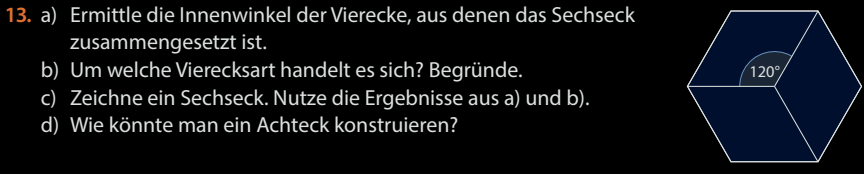 13. a) Ermittle die Innenwinkel der Vierecke, aus denen das Sechseck
zusammengesetzt ist.
b) Um welche Vierecksart handelt es sich? Begründe.
c) Zeichne ein Sechseck. Nutze die Ergebnisse aus a) und b).
d) Wie könnte man ein Achteck konstruieren?
120°